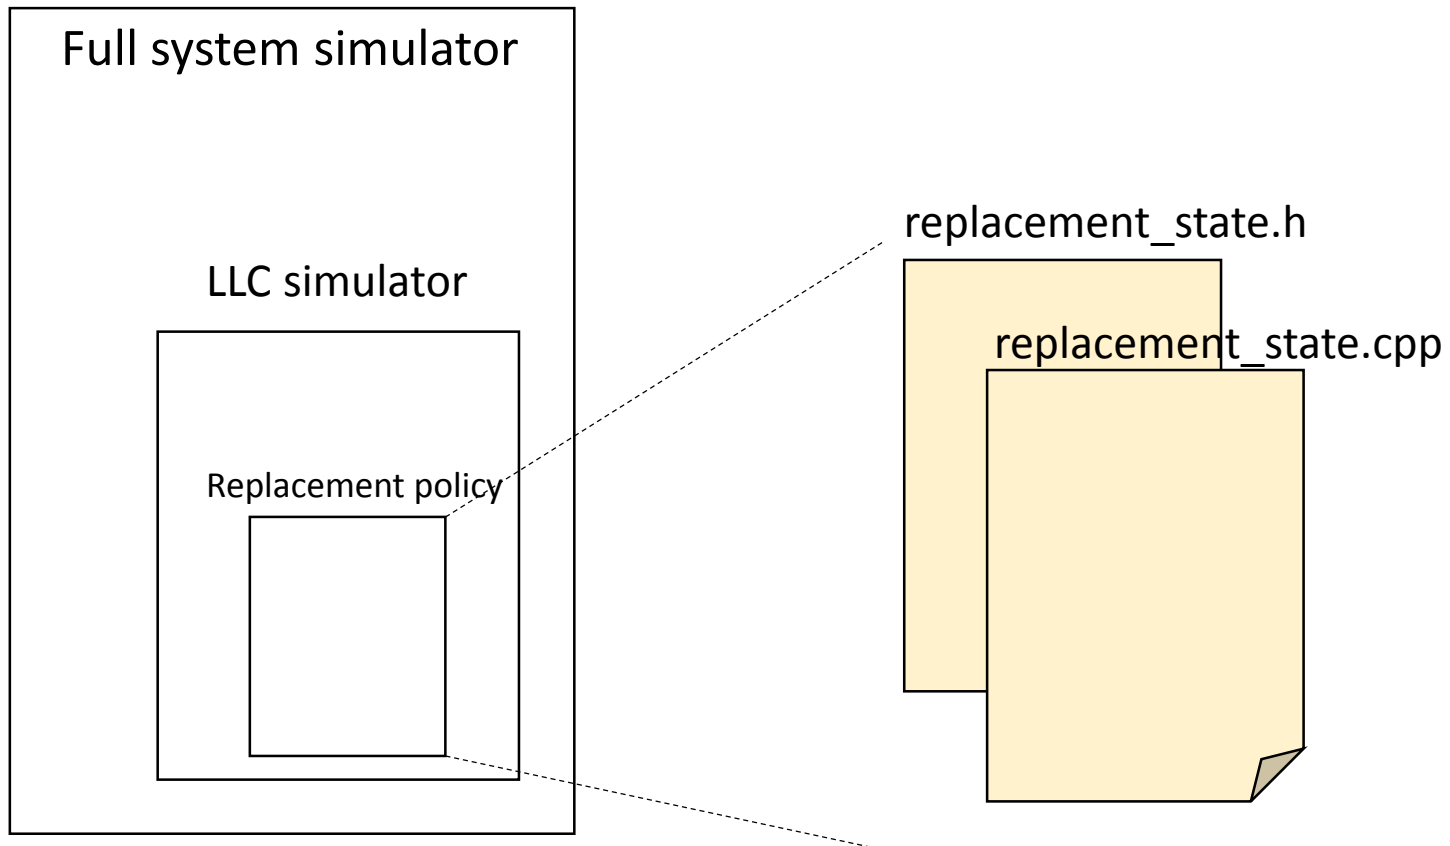 Full system simulator
LLC simulator
Replacement policy
replacement_state.h
replacement_state.cpp